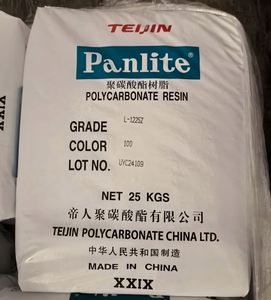 TEIJIN
Panlite®
聚碳酸酯树脂
POLYCARBONATE RESIN
GRADE L-1225Z
COLOR 100
LOT NO. UYC24109
NET 25 KGS
帝人聚碳酸酯有限公司
TEIJIN POLYCARBONATE CHINA LTD.
中华人民共和国制造
MADE IN CHINA
XXIX